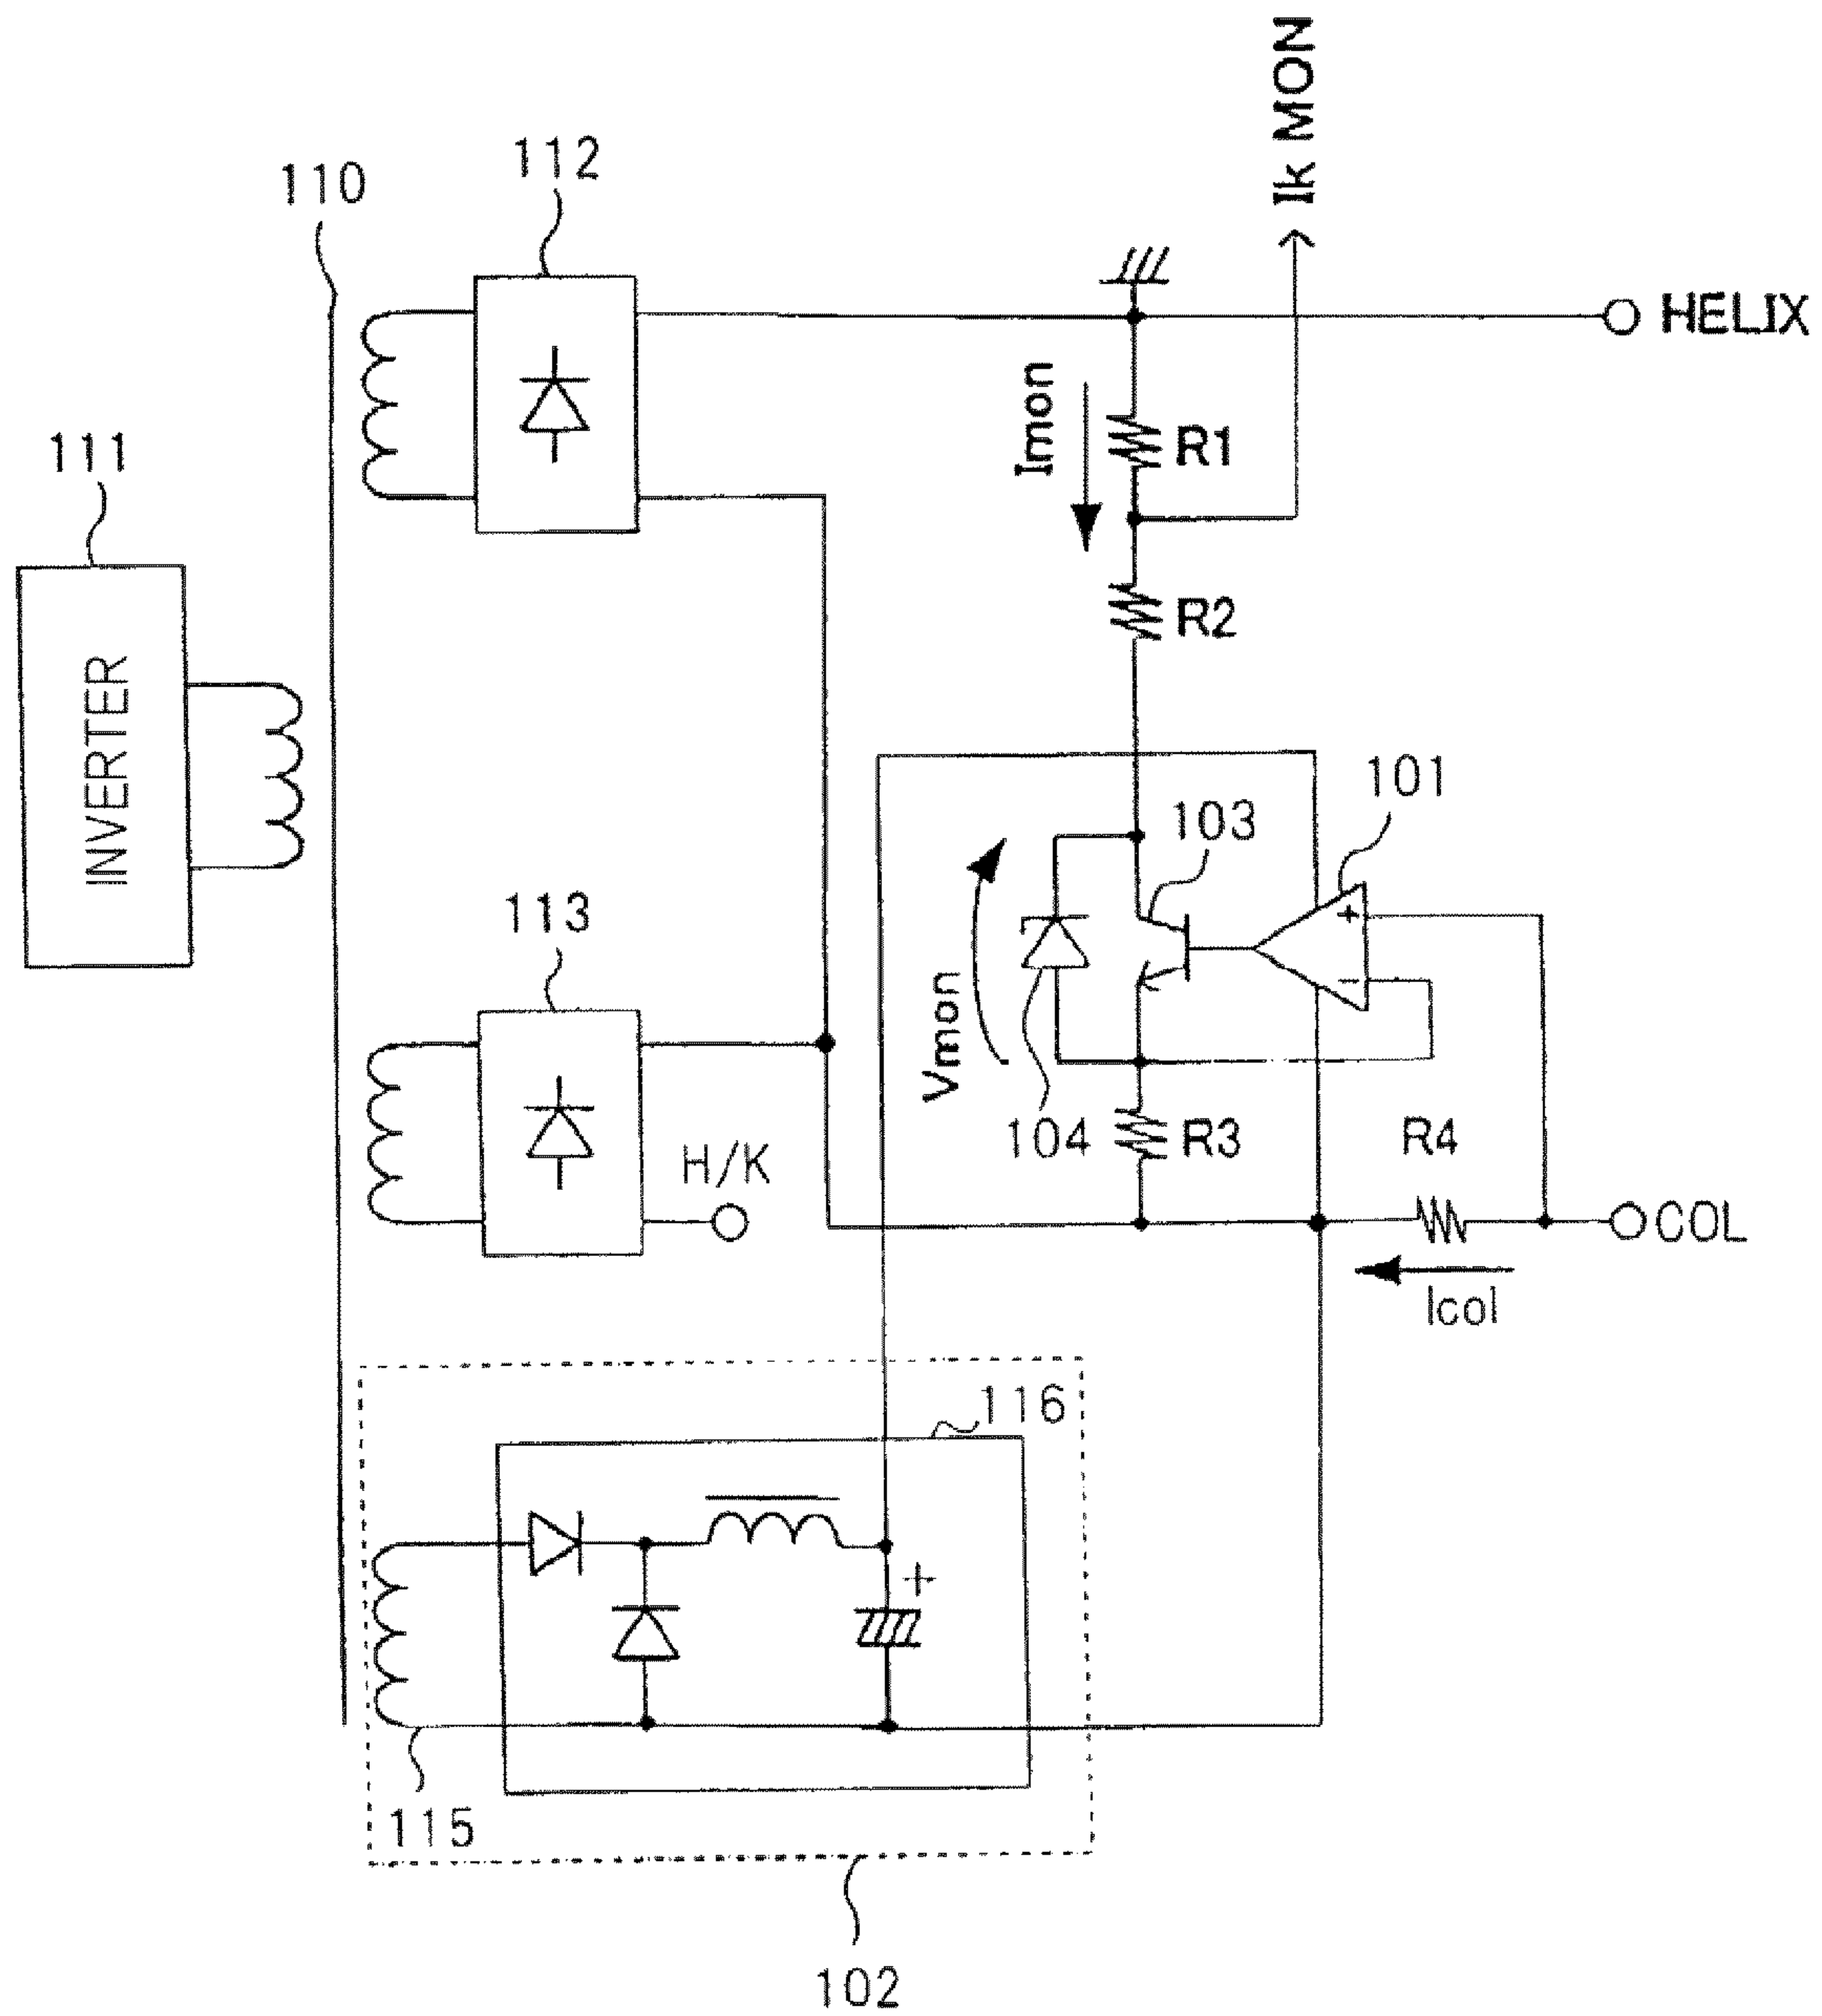 Ik MON
112
110
HELIX
Imon
R1
111
R2
INVERTER
101
103
113
Vmon
104
R3
R4
H/K
COL
Icol
116
+
115
102
+
−